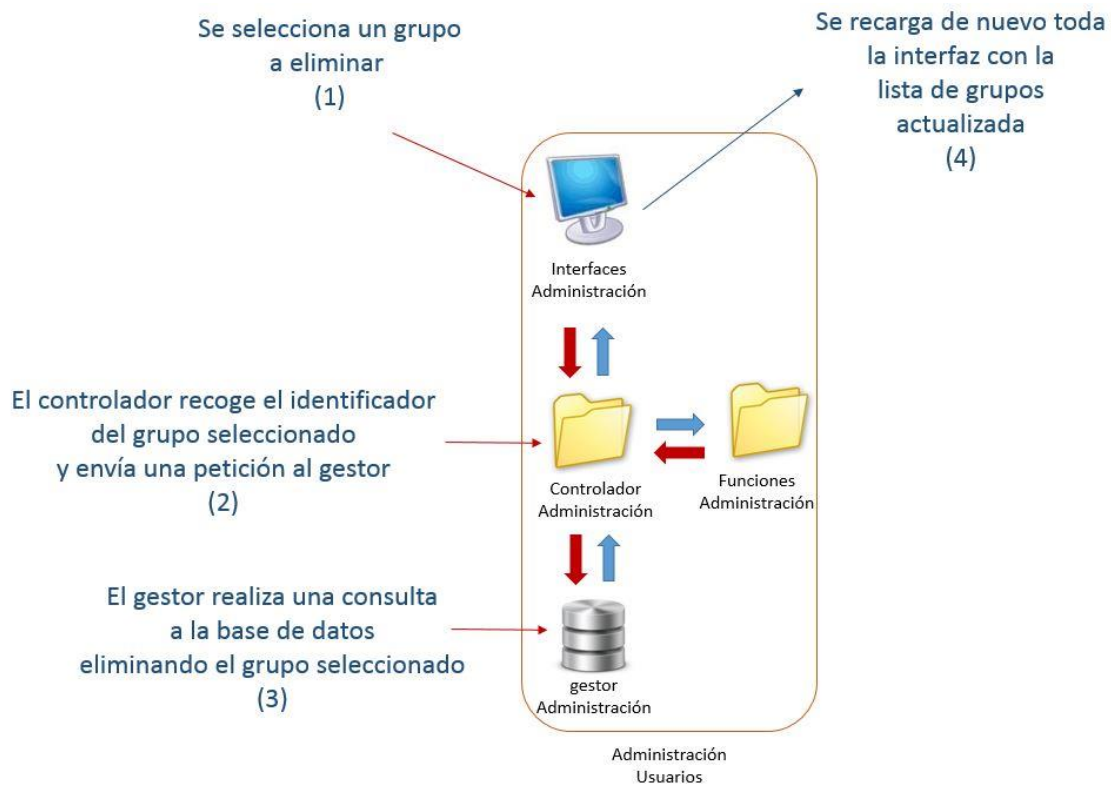 Se selecciona un grupo
a eliminar
(1)
Se recarga de nuevo toda
la interfaz con la
lista de grupos
actualizada
(4)
Interfaces
Administración
El controlador recoge el identificador
del grupo seleccionado
y envía una petición al gestor
(2)
Controlador
Administración
Funciones
Administración
El gestor realiza una consulta
a la base de datos
eliminando el grupo seleccionado
(3)
gestor
Administración
Administración
Usuarios